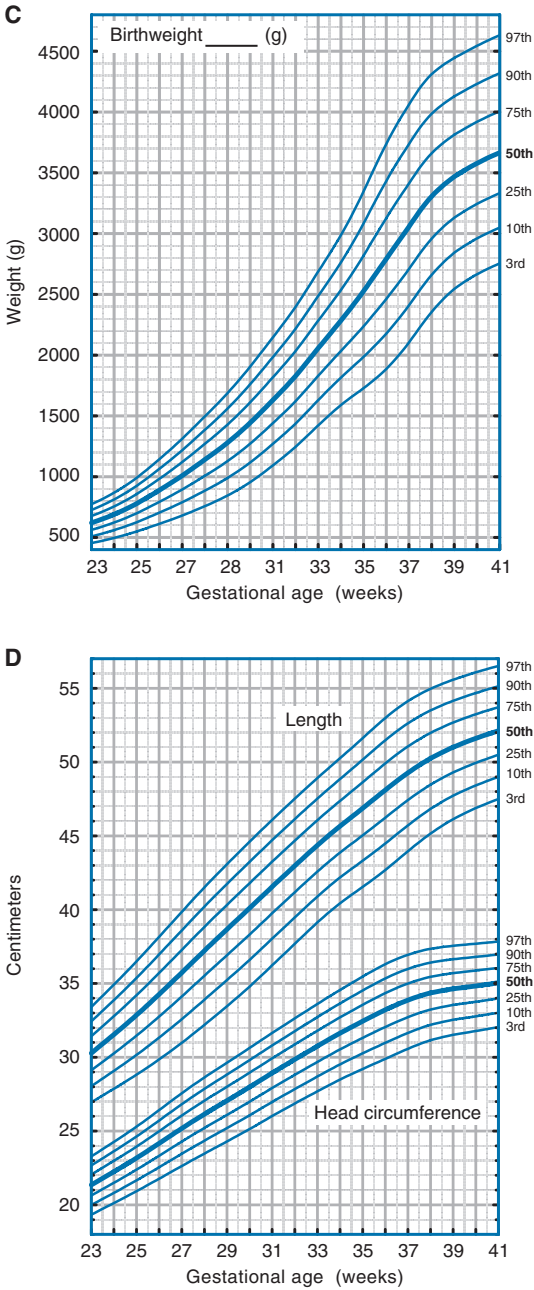 C
Birthweight _____ (g)
4500
4000
3500
3000
2500
2000
1500
1000
500
Weight (g)
97th
90th
75th
50th
25th
10th
3rd
23 25 27 29 31 33 35 37 39 41
Gestational age (weeks)
D
Length
55
50
45
40
35
30
25
20
Centimeters
97th
90th
75th
50th
25th
10th
3rd
97th
90th
75th
50th
25th
10th
3rd
Head circumference
23 25 27 29 31 33 35 37 39 41
Gestational age (weeks)